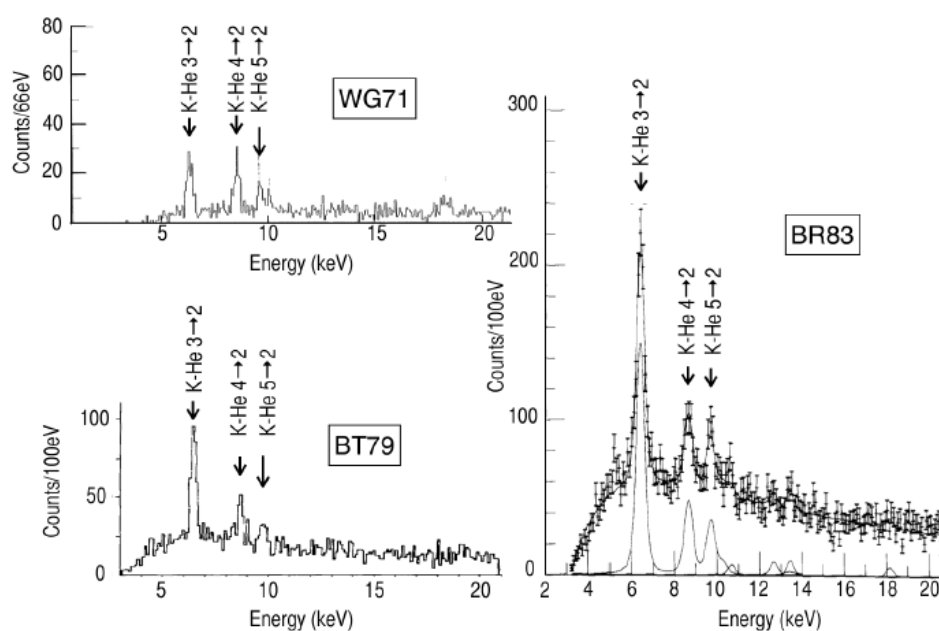 80
60
40
20
0
Counts/66eV
K-He 3→2
K-He 4→2
K-He 5→2
WG71
5
10
15
20
Energy (keV)
100
50
0
Counts/100eV
K-He 3→2
K-He 4→2
K-He 5→2
BT79
5
10
15
20
Energy (keV)
300
200
100
0
Counts/100eV
K-He 3→2
K-He 4→2
K-He 5→2
BR83
2
4
6
8
10
12
14
16
18
20
Energy (keV)